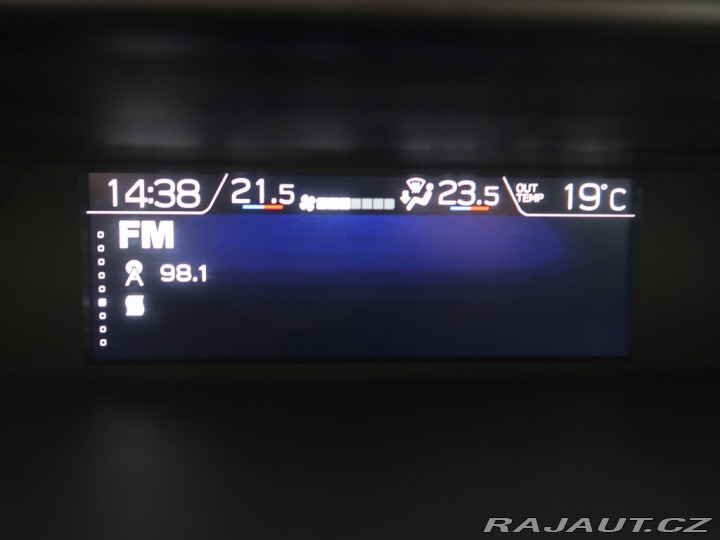 14:38 21.5 23.5 OUT TEMP 19°C
FM
98.1
RAJAUT.CZ